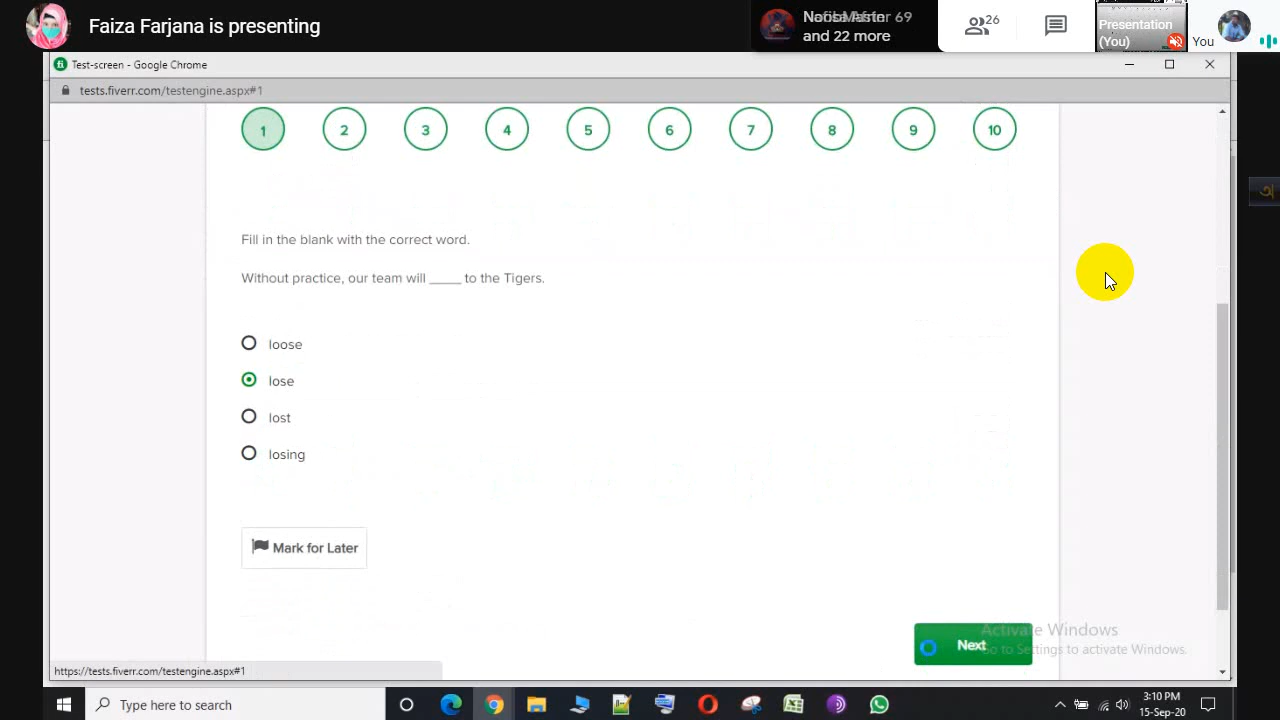 Faiza Farjana is presenting
and 22 more
26
Presentation
(You)
You
Test-screen - Google Chrome
tests.fiverr.com/testengine.aspx#1
1 2 3 4 5 6 7 8 9 10
Fill in the blank with the correct word.
Without practice, our team will _____ to the Tigers.
loose
lose
lost
losing
Mark for Later
Next
Activate Windows
Go to Settings to activate Windows.
https://tests.fiverr.com/testengine.aspx#1
Type here to search
3:10 PM
15-Sep-20